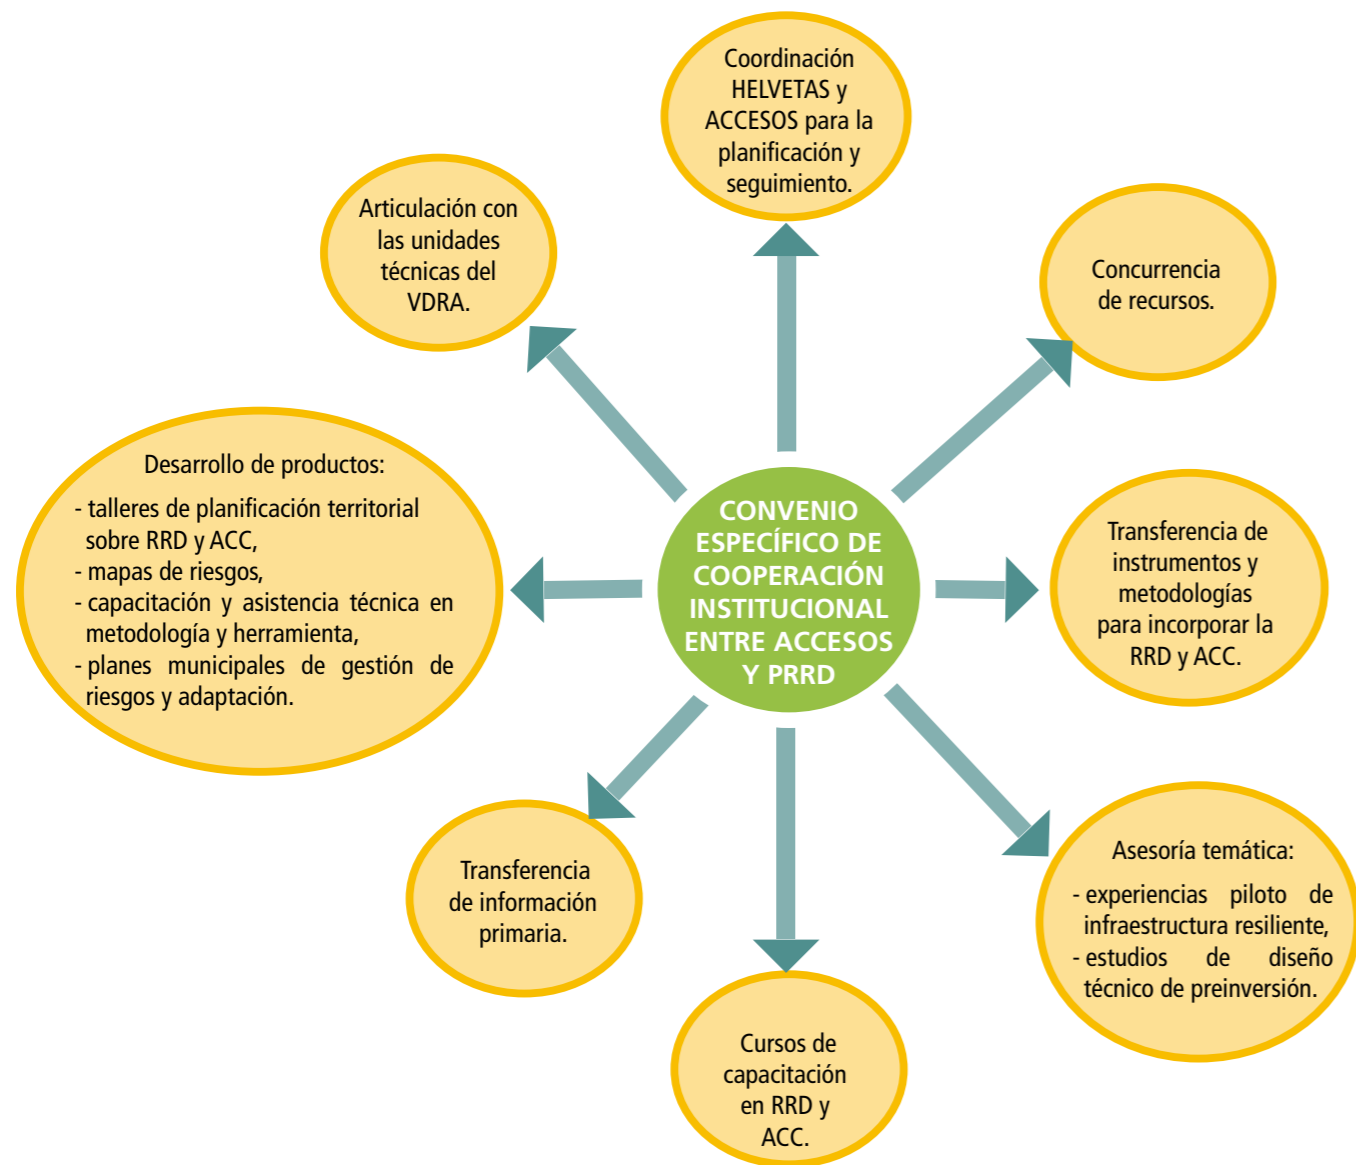 Coordinación
HELVETAS y
ACCESOS para la
planificación y
seguimiento.
Articulación con
las unidades
técnicas del
VDRA.
Concurrencia
de recursos.
Desarrollo de productos:
- talleres de planificación territorial
sobre RRD y ACC,
- mapas de riesgos,
- capacitación y asistencia técnica en
metodología y herramienta,
- planes municipales de gestión de
riesgos y adaptación.
CONVENIO
ESPECÍFICO DE
COOPERACIÓN
INSTITUCIONAL
ENTRE ACCESOS
Y PRRD
Transferencia de
instrumentos y
metodologías
para incorporar la
RRD y ACC.
Transferencia
de información
primaria.
Cursos de
capacitación
en RRD y
ACC.
Asesoría temática:
- experiencias piloto de
infraestructura resiliente,
- estudios de diseño
técnico de preinversión.